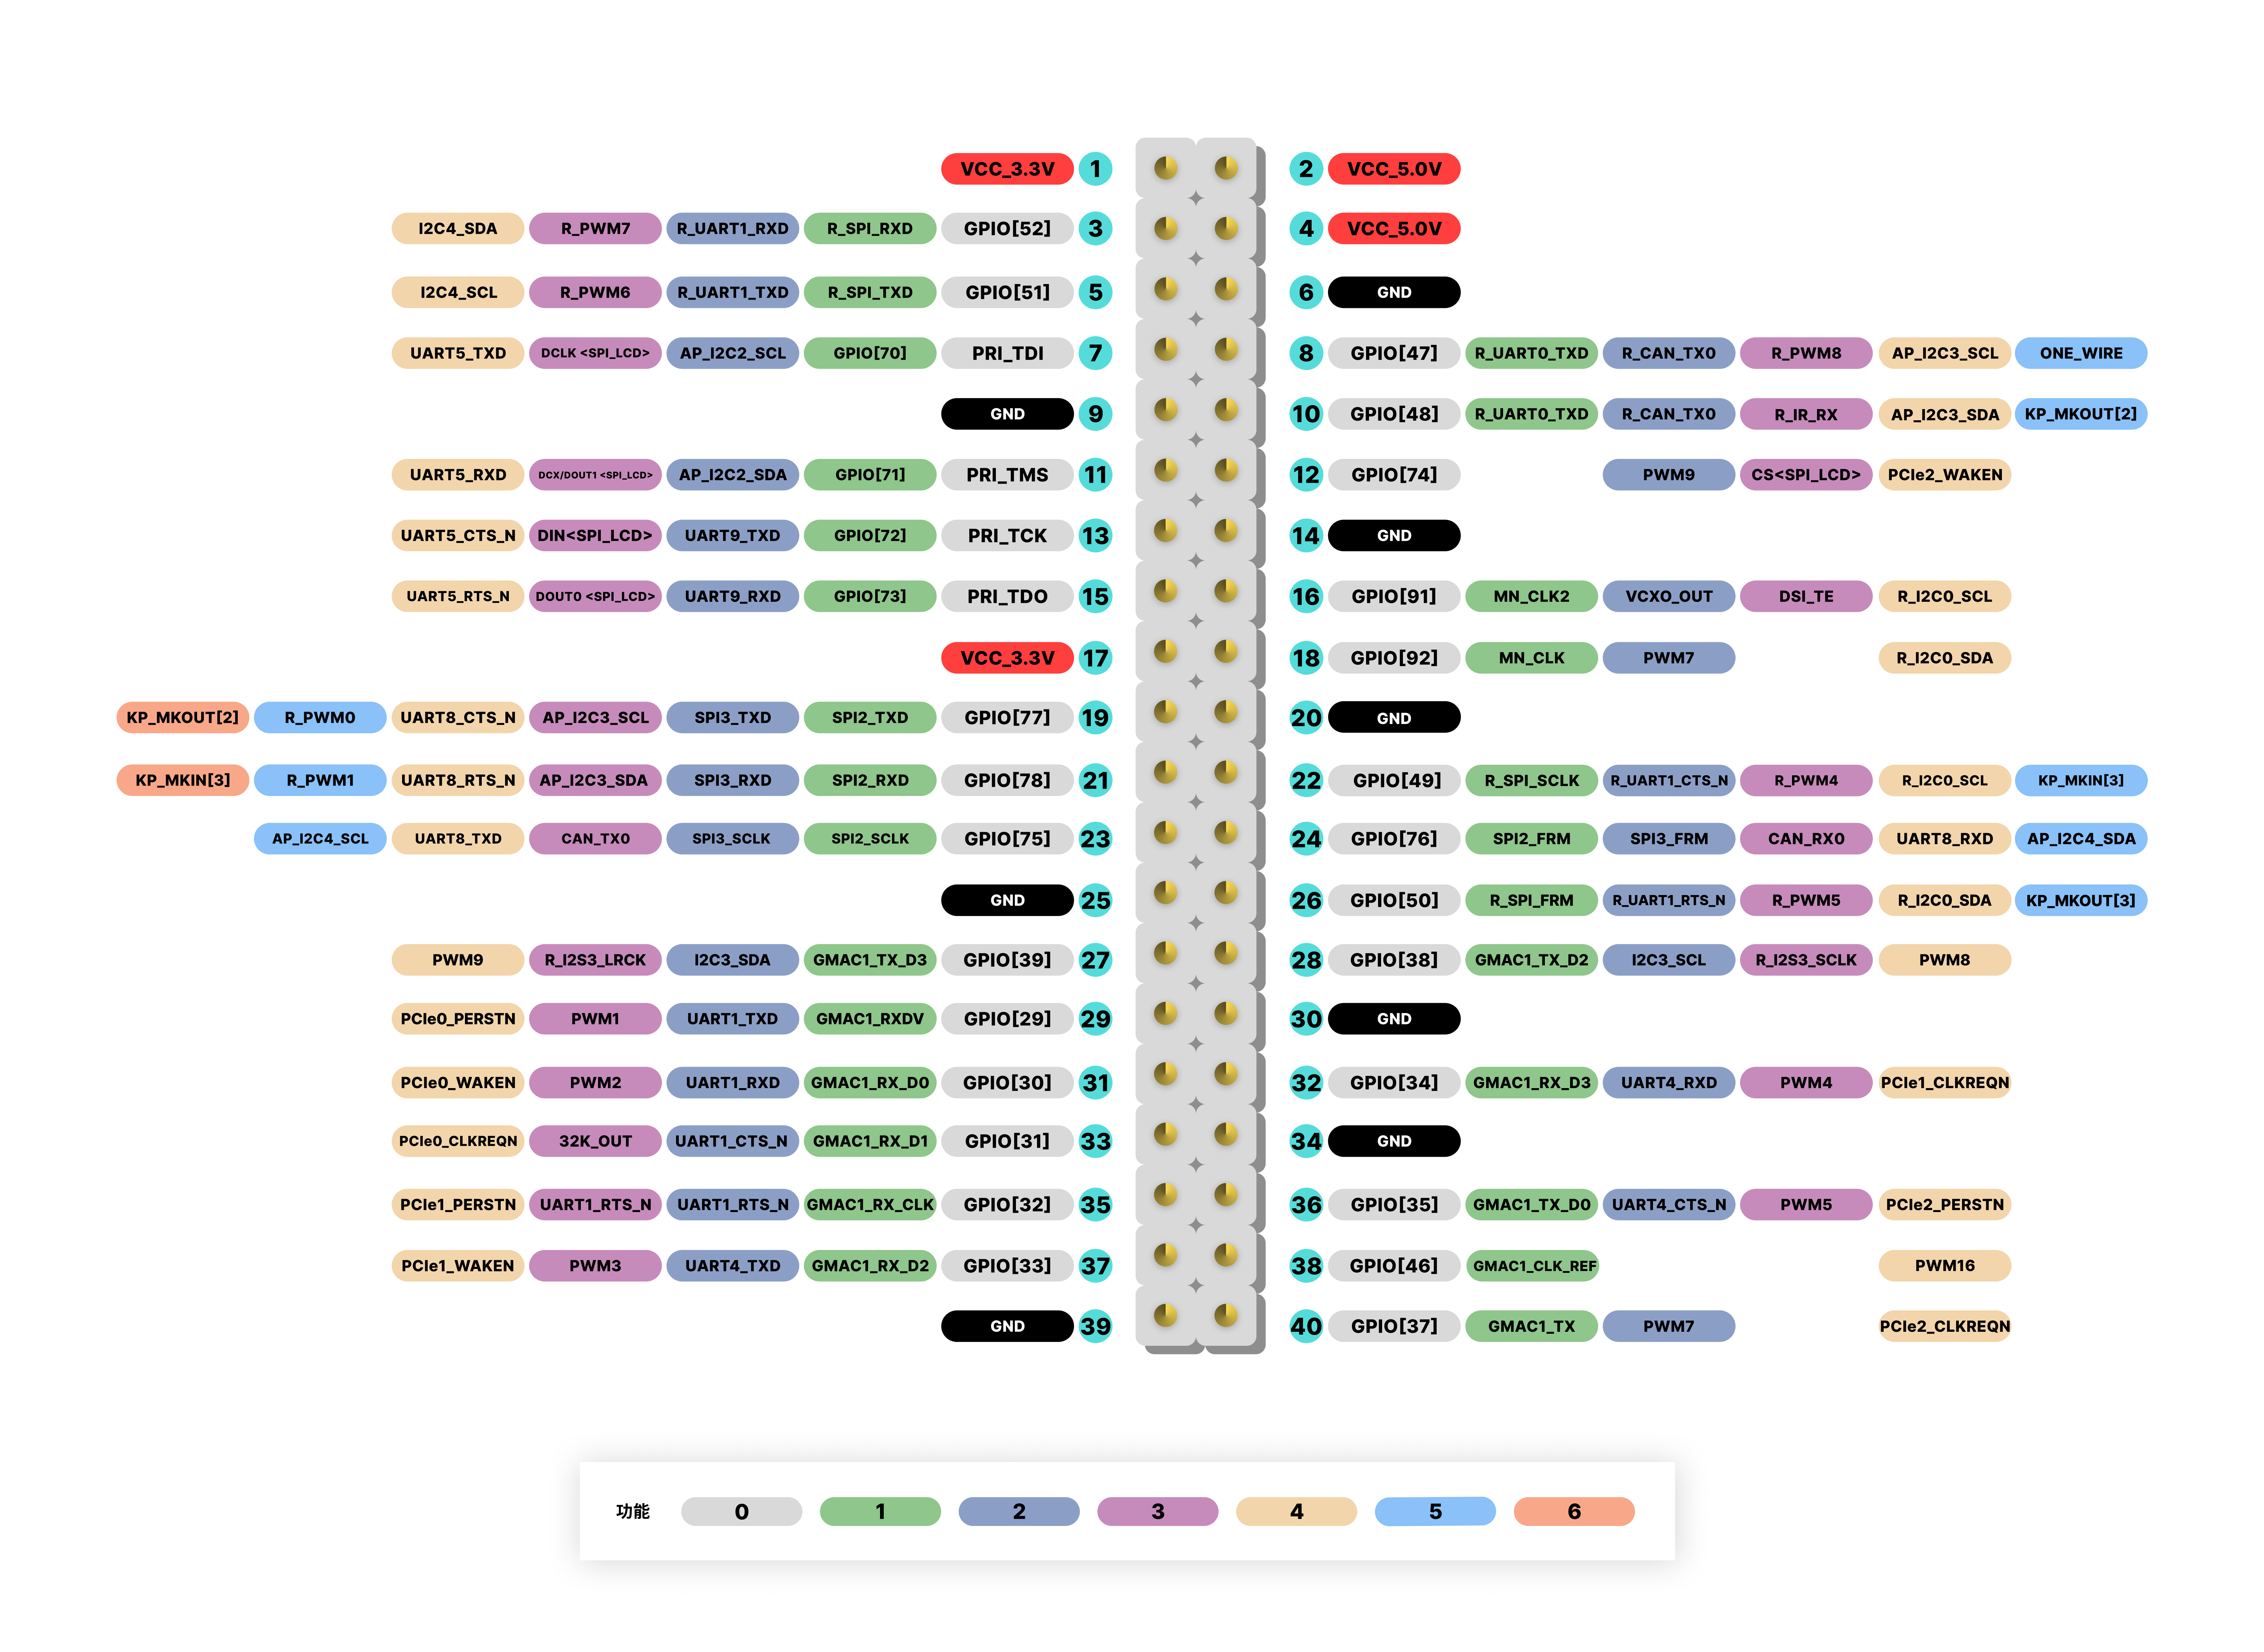 VCC_3.3V 1 2 VCC_5.0V
I2C4_SDA R_PWM7 R_UART1_RXD R_SPI_RXD GPIO[52] 3 4 VCC_5.0V
I2C4_SCL R_PWM6 R_UART1_TXD R_SPI_TXD GPIO[51] 5 6 GND
UART5_TXD DCLK <SPI_LCD> AP_I2C2_SCL GPIO[70] PRI_TDI 7 8 GPIO[47] R_UART0_TXD R_CAN_TX0 R_PWM8 AP_I2C3_SCL ONE_WIRE
GND 9 10 GPIO[48] R_UART0_TXD R_CAN_TX0 R_IR_RX AP_I2C3_SDA KP_MKOUT[2]
UART5_RXD DCX/DOUT1 <SPI_LCD> AP_I2C2_SDA GPIO[71] PRI_TMS 11 12 GPIO[74] PWM9 CS<SPI_LCD> PCIe2_WAKEN
UART5_CTS_N DIN<SPI_LCD> UART9_TXD GPIO[72] PRI_TCK 13 14 GND
UART5_RTS_N DOUT0 <SPI_LCD> UART9_RXD GPIO[73] PRI_TDO 15 16 GPIO[91] MN_CLK2 VCXO_OUT DSI_TE R_I2C0_SCL
VCC_3.3V 17 18 GPIO[92] MN_CLK PWM7 R_I2C0_SDA
KP_MKOUT[2] R_PWM0 UART8_CTS_N AP_I2C3_SCL SPI3_TXD SPI2_TXD GPIO[77] 19 20 GND
KP_MKIN[3] R_PWM1 UART8_RTS_N AP_I2C3_SDA SPI3_RXD SPI2_RXD GPIO[78] 21 22 GPIO[49] R_SPI_SCLK R_UART1_CTS_N R_PWM4 R_I2C0_SCL KP_MKIN[3]
AP_I2C4_SCL UART8_TXD CAN_TX0 SPI3_SCLK SPI2_SCLK GPIO[75] 23 24 GPIO[76] SPI2_FRM SPI3_FRM CAN_RX0 UART8_RXD AP_I2C4_SDA
GND 25 26 GPIO[50] R_SPI_FRM R_UART1_RTS_N R_PWM5 R_I2C0_SDA KP_MKOUT[3]
PWM9 R_I2S3_LRCK I2C3_SDA GMAC1_TX_D3 GPIO[39] 27 28 GPIO[38] GMAC1_TX_D2 I2C3_SCL R_I2S3_SCLK PWM8
PCIe0_PERSTN PWM1 UART1_TXD GMAC1_RXDV GPIO[29] 29 30 GND
PCIe0_WAKEN PWM2 UART1_RXD GMAC1_RX_D0 GPIO[30] 31 32 GPIO[34] GMAC1_RX_D3 UART4_RXD PWM4 PCIe1_CLKREQN
PCIe0_CLKREQN 32K_OUT UART1_CTS_N GMAC1_RX_D1 GPIO[31] 33 34 GND
PCIe1_PERSTN UART1_RTS_N UART1_RTS_N GMAC1_RX_CLK GPIO[32] 35 36 GPIO[35] GMAC1_TX_D0 UART4_CTS_N PWM5 PCIe2_PERSTN
PCIe1_WAKEN PWM3 UART4_TXD GMAC1_RX_D2 GPIO[33] 37 38 GPIO[46] GMAC1_CLK_REF PWM16
GND 39 40 GPIO[37] GMAC1_TX PWM7 PCIe2_CLKREQN
功能 0 1 2 3 4 5 6